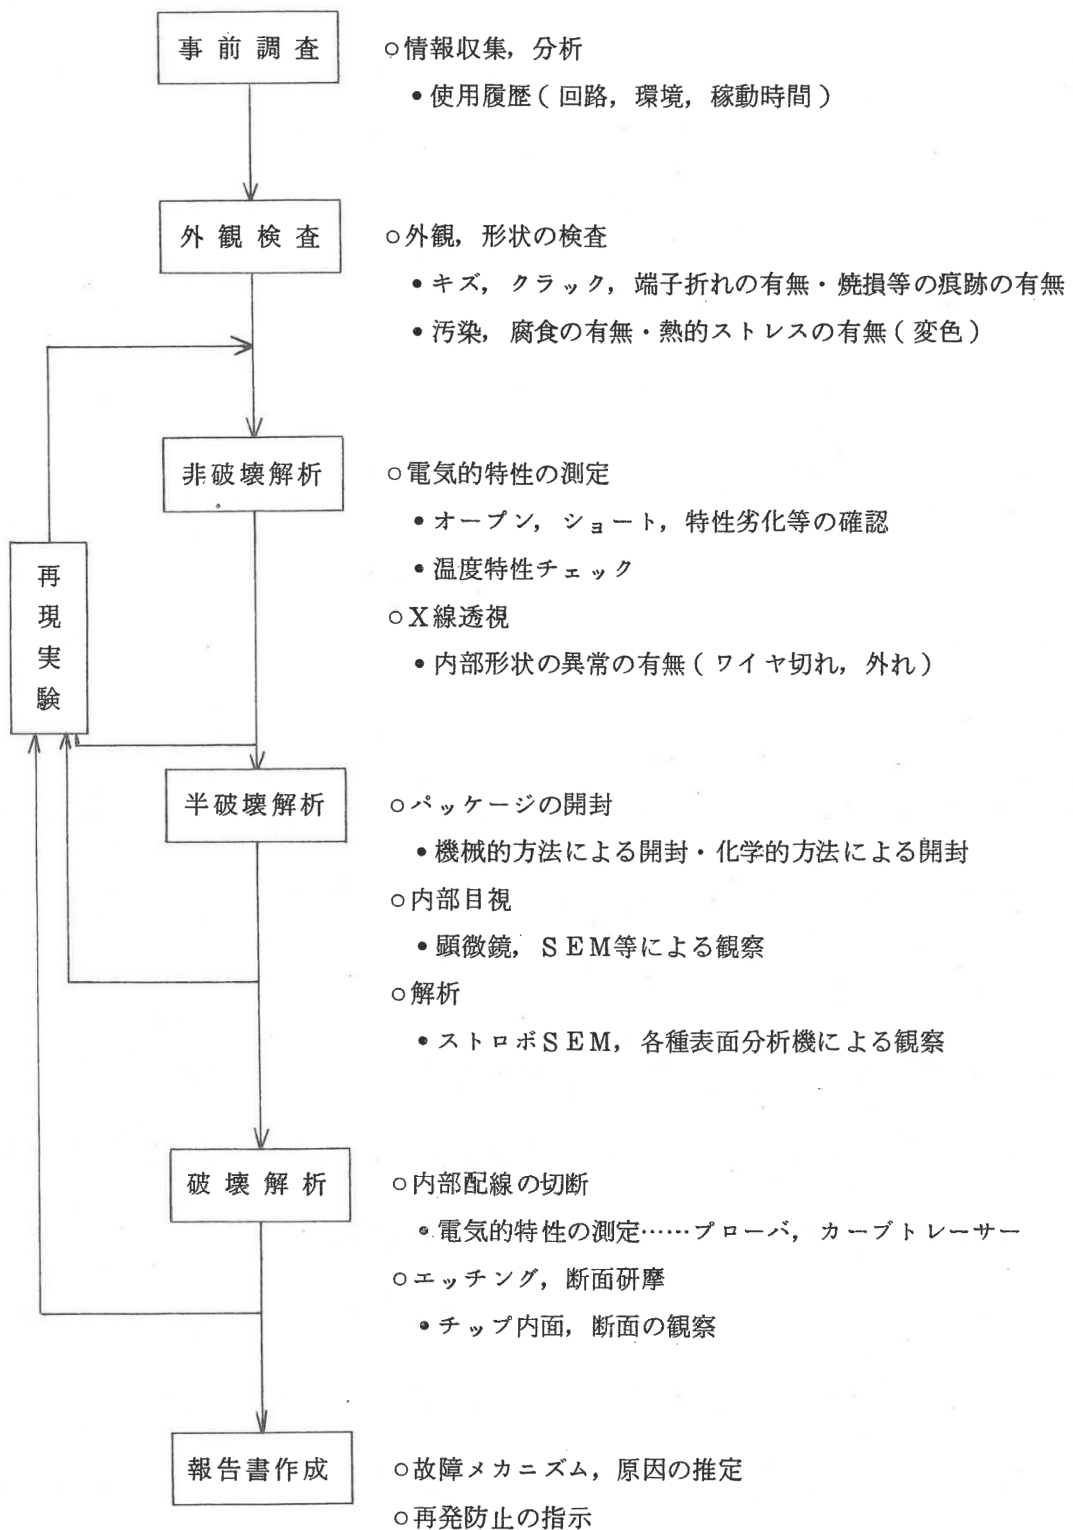 事前調査
○情報収集，分析
•使用履歴（回路，環境，稼動時間）
外観検査
○外観，形状の検査
•キズ，クラック，端子折れの有無・焼損等の痕跡の有無
•汚染，腐食の有無・熱的ストレスの有無（変色）
非破壊解析
○電気的特性の測定
•オープン，ショート，特性劣化等の確認
•温度特性チェック
○X線透視
•内部形状の異常の有無（ワイヤ切れ，外れ）
再現実験
半破壊解析
○パッケージの開封
•機械的方法による開封・化学的方法による開封
○内部目視
•顕微鏡，SEM等による観察
○解析
•ストロボSEM，各種表面分析機による観察
破壊解析
○内部配線の切断
•電気的特性の測定……プローバ，カーブトレーサー
○エッチング，断面研摩
•チップ内面，断面の観察
報告書作成
○故障メカニズム，原因の推定
○再発防止の指示